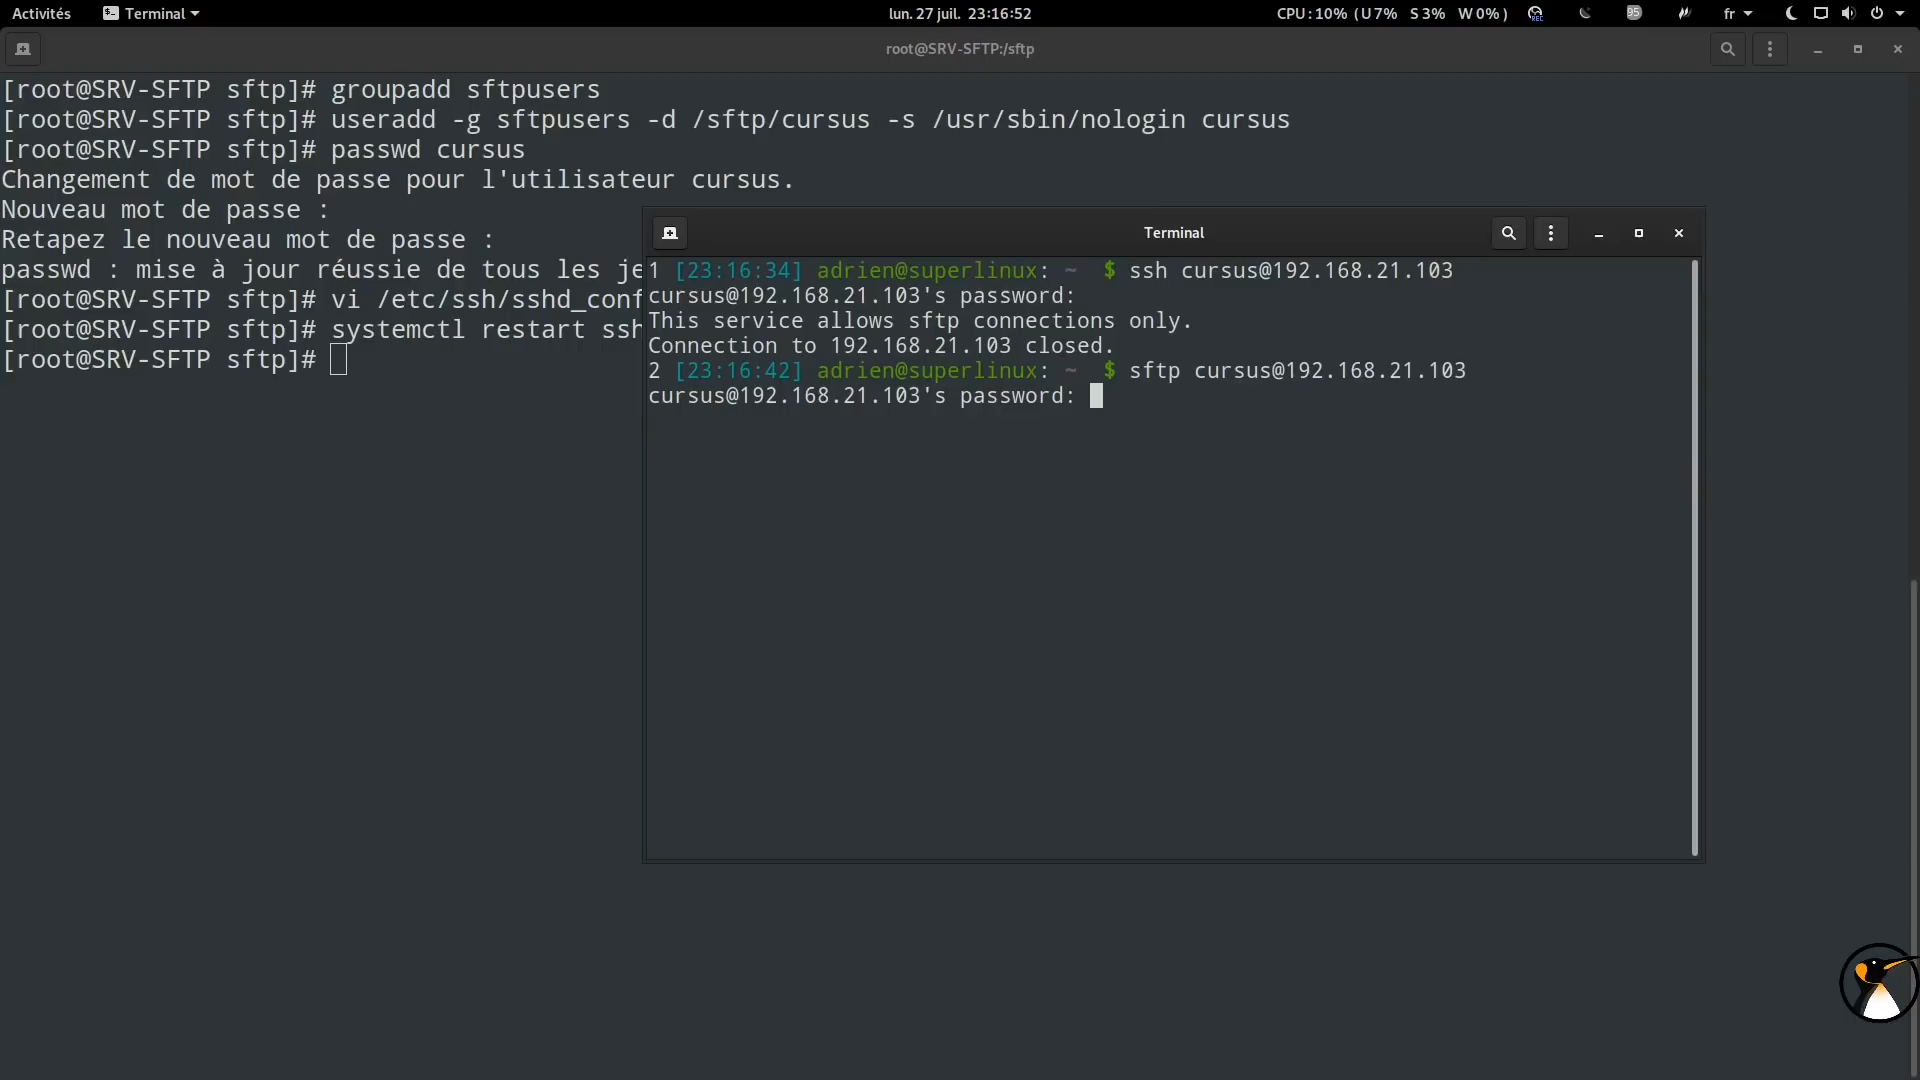 Activités Terminal lun. 27 juil. 23:16:52 CPU : 10% ( U 7% S 3% W 0% ) REC 95 fr
root@SRV-SFTP:/sftp
[root@SRV-SFTP sftp]# groupadd sftpusers
[root@SRV-SFTP sftp]# useradd -g sftpusers -d /sftp/cursus -s /usr/sbin/nologin cursus
[root@SRV-SFTP sftp]# passwd cursus
Changement de mot de passe pour l'utilisateur cursus.
Nouveau mot de passe :
Retapez le nouveau mot de passe :
passwd : mise à jour réussie de tous les je
[root@SRV-SFTP sftp]# vi /etc/ssh/sshd_conf
[root@SRV-SFTP sftp]# systemctl restart ssh
[root@SRV-SFTP sftp]#
Terminal
1 [23:16:34] adrien@superlinux: ~ $ ssh cursus@192.168.21.103
cursus@192.168.21.103's password:
This service allows sftp connections only.
Connection to 192.168.21.103 closed.
2 [23:16:42] adrien@superlinux: ~ $ sftp cursus@192.168.21.103
cursus@192.168.21.103's password: